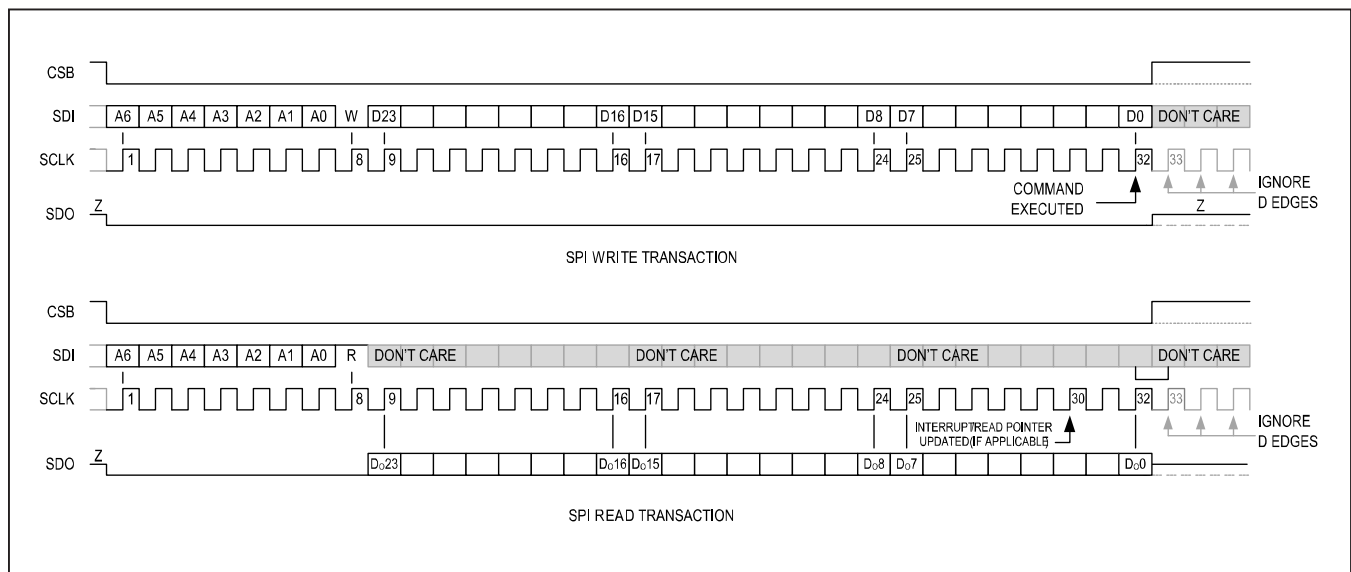 CSB
SDI A6 A5 A4 A3 A2 A1 A0 W D23 D16 D15 D8 D7 D0 DON'T CARE
SCLK 1 8 9 16 17 24 25 32 33
COMMAND EXECUTED
IGNORE D EDGES
SDO Z Z
SPI WRITE TRANSACTION
CSB
SDI A6 A5 A4 A3 A2 A1 A0 R DON'T CARE DON'T CARE DON'T CARE DON'T CARE
SCLK 1 8 9 16 17 24 25 30 32 33
INTERRUPT/READ POINTER
UPDATED(IF APPLICABLE)
IGNORE
D EDGES
SDO Z Do23 Do16 Do15 Do8 Do7 Do0
SPI READ TRANSACTION